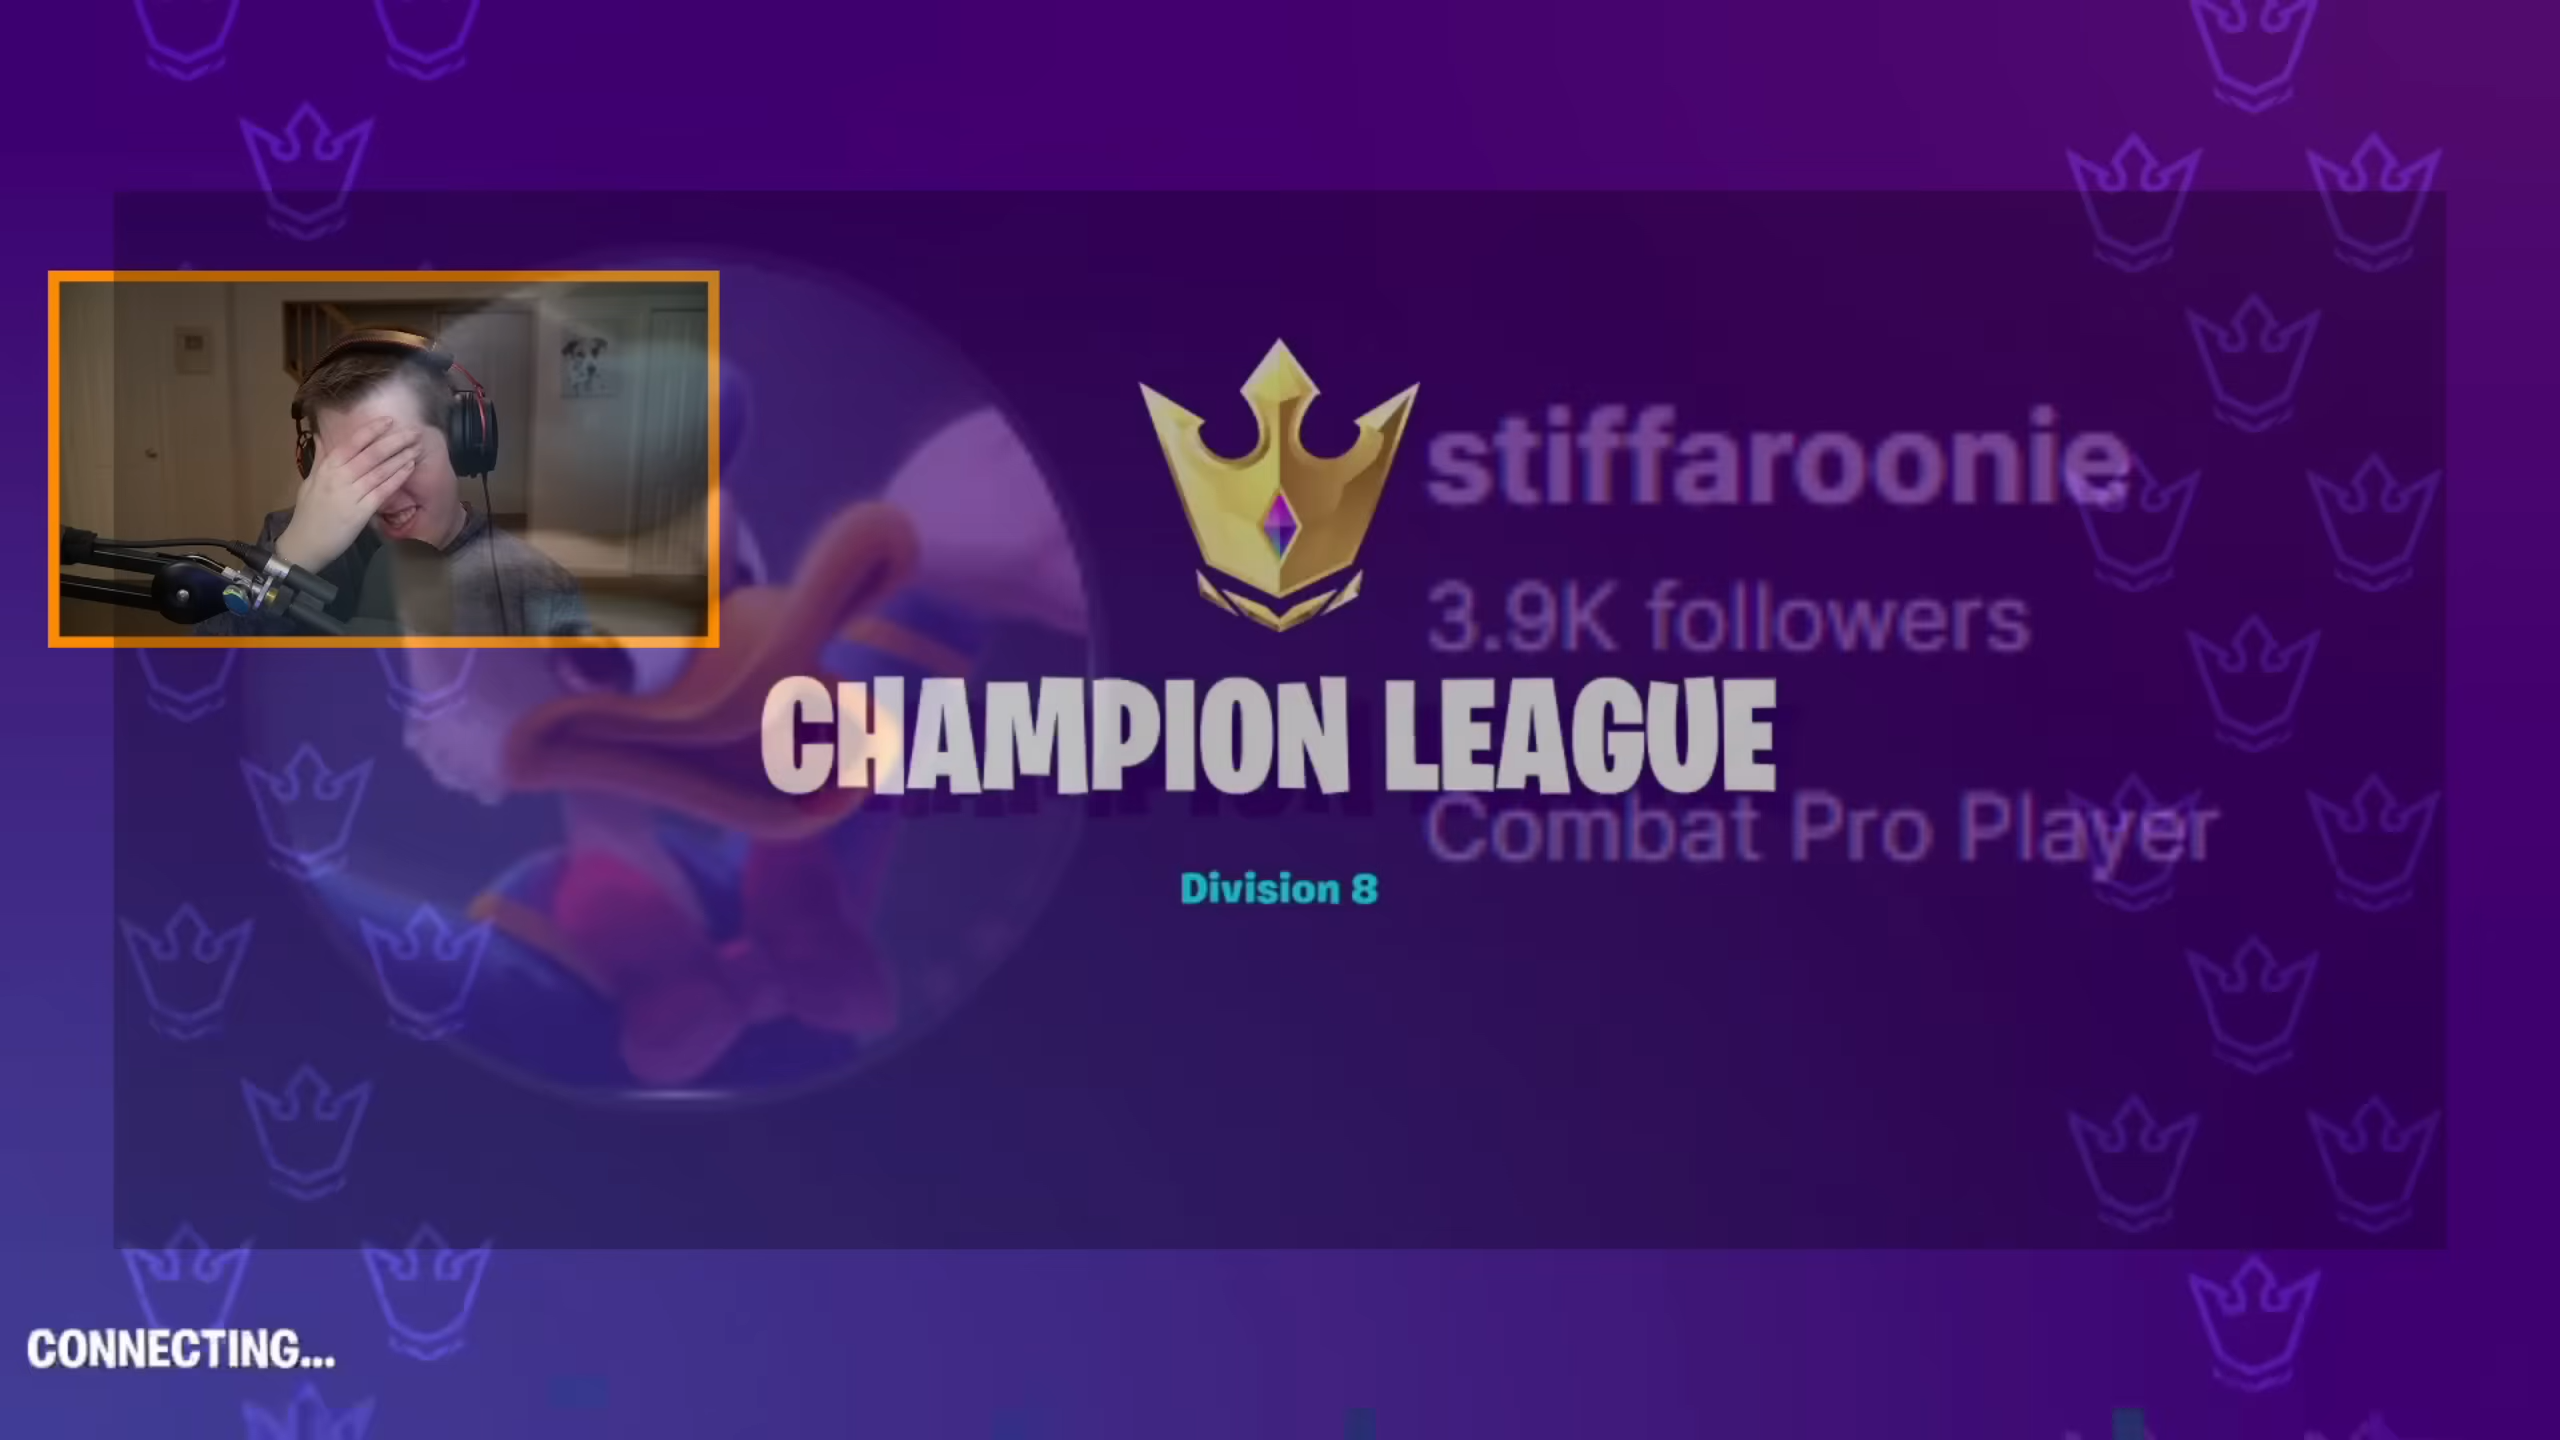 stiffaroonie
3.9K followers
CHAMPION LEAGUE
Combat Pro Player
Division 8
CONNECTING...